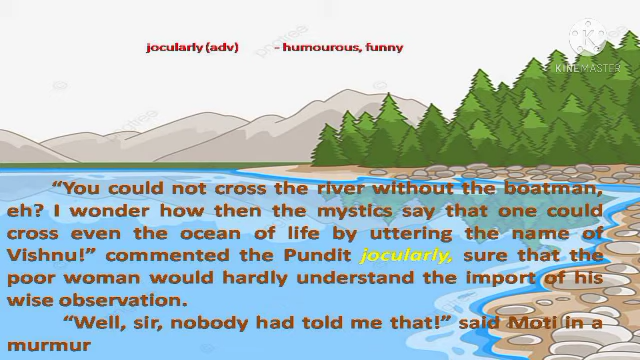 jocularly (adv) - humourous, funny
KINEMASTER
“You could not cross the river without the boatman,
eh? I wonder how then the mystics say that one could
cross even the ocean of life by uttering the name of
Vishnu!” commented the Pundit jocularly, sure that the
poor woman would hardly understand the import of his
wise observation.
“Well, sir, nobody had told me that!” said Moti in a
murmur